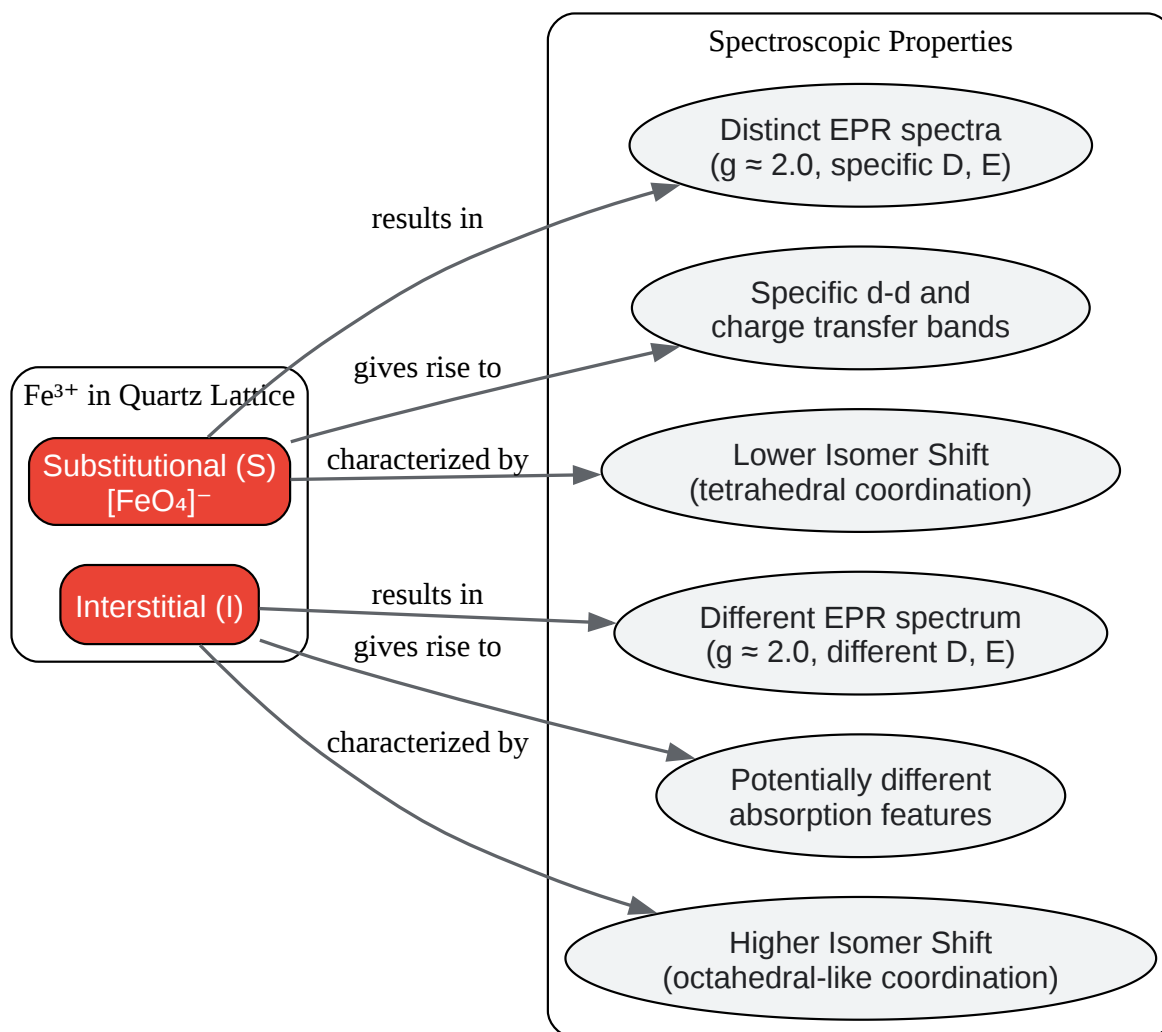 Spectroscopic Properties
Distinct EPR spectra
(g ≈ 2.0, specific D, E)
results in
Specific d-d and
charge transfer bands
gives rise to
Fe³⁺ in Quartz Lattice
Substitutional (S)
[FeO₄]⁻
characterized by
Lower Isomer Shift
(tetrahedral coordination)
Interstitial (I)
results in
Different EPR spectrum
(g ≈ 2.0, different D, E)
gives rise to
Potentially different
absorption features
characterized by
Higher Isomer Shift
(octahedral-like coordination)